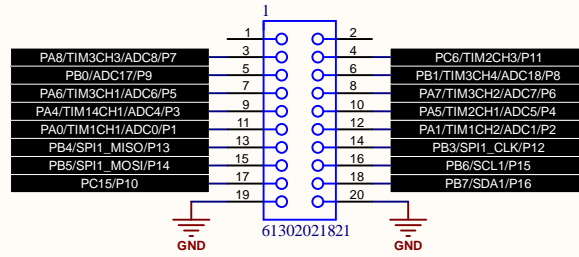 1
1 2
PA8/TIM3CH3/ADC8/P7 3 4 PC6/TIM2CH3/P11
PB0/ADC17/P9 5 6 PB1/TIM3CH4/ADC18/P8
PA6/TIM3CH1/ADC6/P5 7 8 PA7/TIM3CH2/ADC7/P6
PA4/TIM14CH1/ADC4/P3 9 10 PA5/TIM2CH1/ADC5/P4
PA0/TIM1CH1/ADC0/P1 11 12 PA1/TIM1CH2/ADC1/P2
PB4/SPI1_MISO/P13 13 14 PB3/SPI1_CLK/P12
PB5/SPI1_MOSI/P14 15 16 PB6/SCL1/P15
PC15/P10 17 18 PB7/SDA1/P16
19 20
61302021821
GND GND